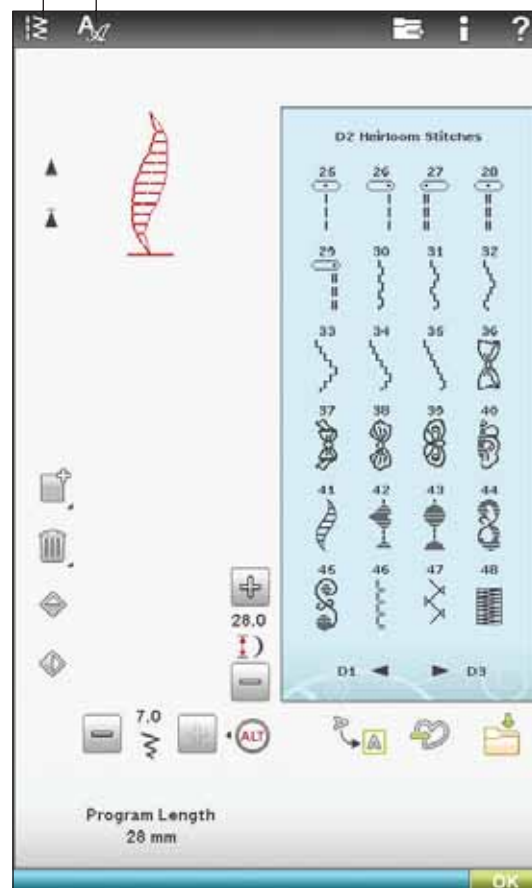 A
?
D2 Heirloom Stitches
25 26 27 28
29 30 31 32
33 34 35 36
37 38 39 40
41 42 43 44
45 46 47 48
28.0
D1 D3
7.0
ALT
A A
Program Length
28 mm
OK